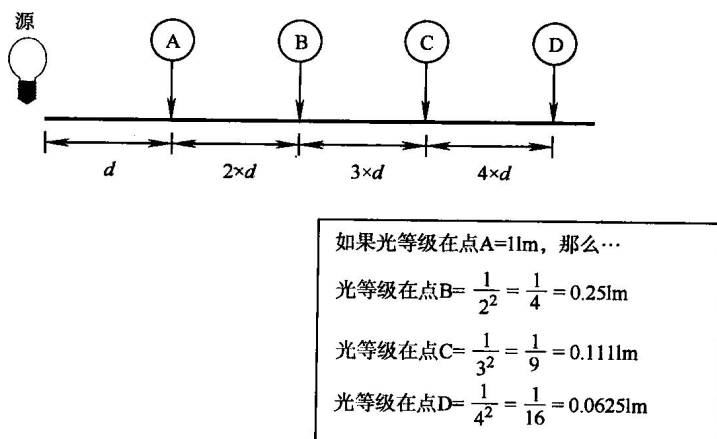 源
A B C D
d 2×d 3×d 4×d
如果光等级在点A=1lm，那么…
光等级在点B= 1/2² = 1/4 = 0.25lm
光等级在点C= 1/3² = 1/9 = 0.111lm
光等级在点D= 1/4² = 1/16 = 0.0625lm